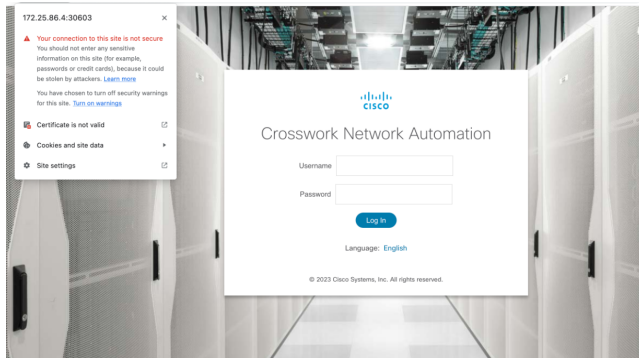 172.25.86.4:30603
Your connection to this site is not secure
You should not enter any sensitive
information on this site (for example,
passwords or credit cards), because it could
be stolen by attackers. Learn more
You have chosen to turn off security warnings
for this site. Turn on warnings
Certificate is not valid
Cookies and site data
Site settings
CISCO
Crosswork Network Automation
Username
Password
Log In
Language: English
© 2023 Cisco Systems, Inc. All rights reserved.